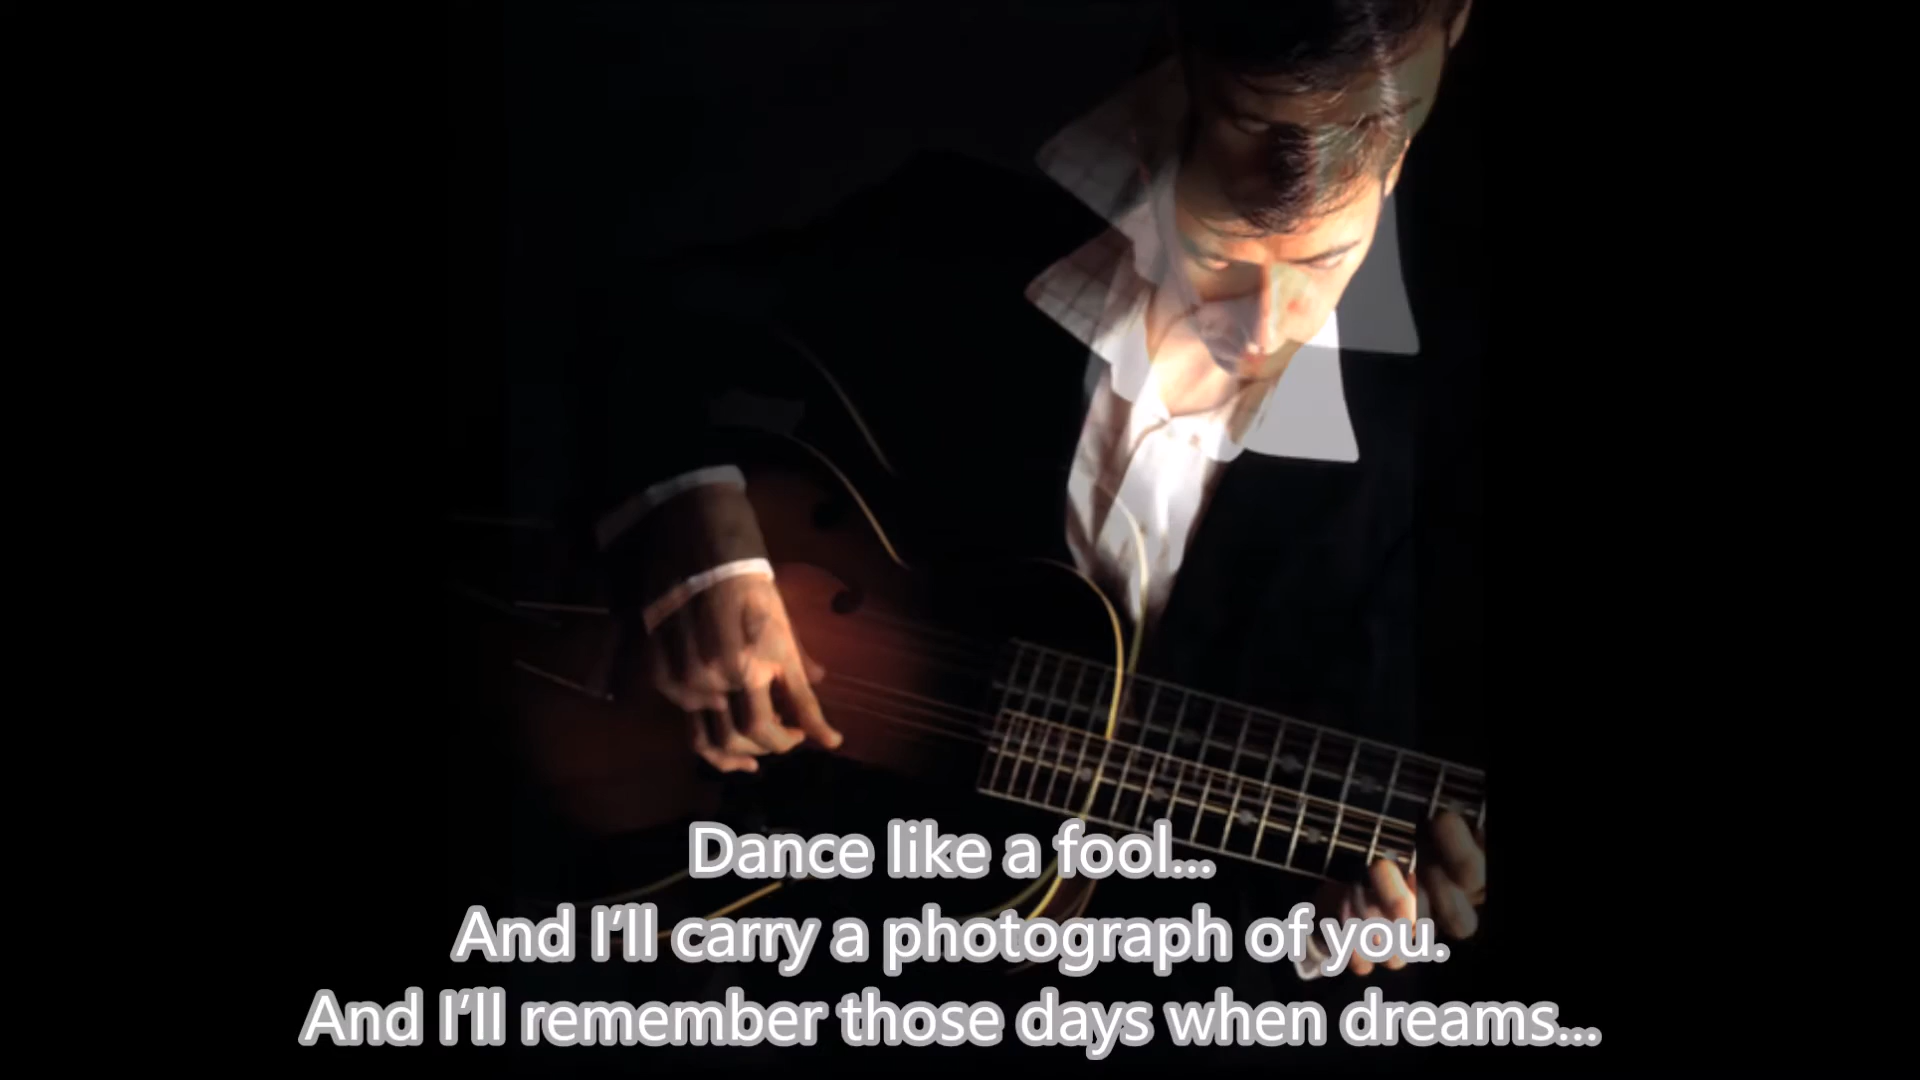 Dance like a fool...
And I’ll carry a photograph of you.
And I’ll remember those days when dreams...